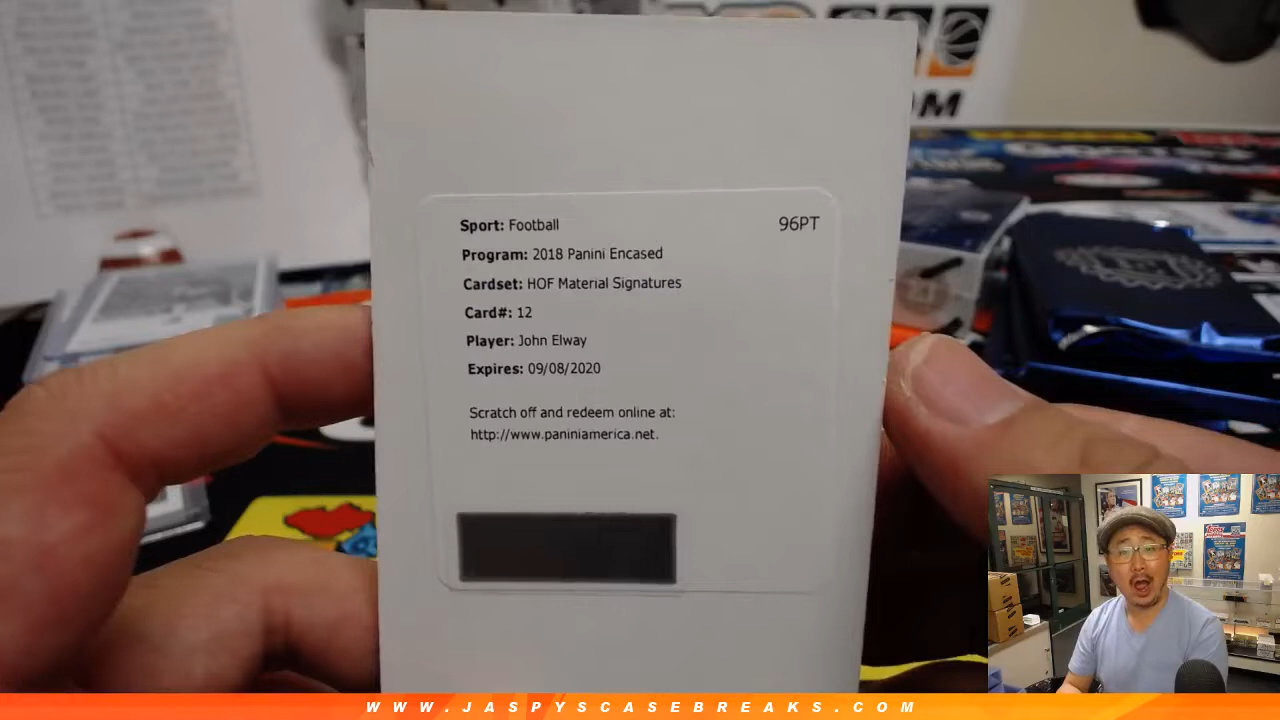 OM
Sport: Football
96PT
Program: 2018 Panini Encased
Cardset: HOF Material Signatures
Card#: 12
Player: John Elway
Expires: 09/08/2020
Scratch off and redeem online at:
http://www.paniniamerica.net.
WWW.JASPYSCASEBREAKS.COM